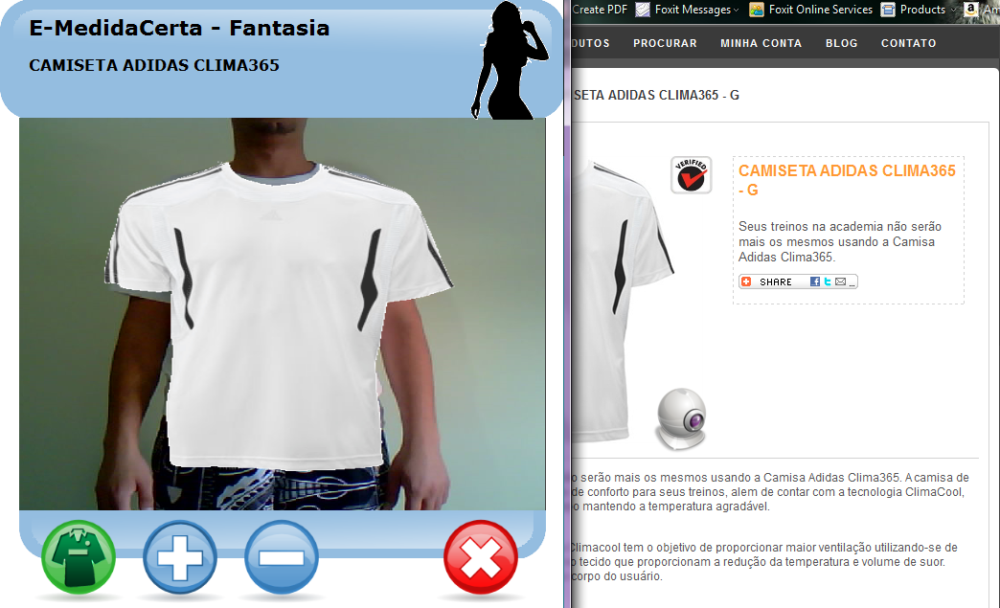 E-MedidaCerta - Fantasia
CAMISETA ADIDAS CLIMA365
Create PDF Foxit Messages Foxit Online Services Products Am
DUTOS PROCURAR MINHA CONTA BLOG CONTATO
SETA ADIDAS CLIMA365 - G
VERIFIED
CAMISETA ADIDAS CLIMA365
- G
Seus treinos na academia não serão
mais os mesmos usando a Camisa
Adidas Clima365.
SHARE ...
o serão mais os mesmos usando a Camisa Adidas Clima365. A camisa de
de conforto para seus treinos, alem de contar com a tecnologia ClimaCool,
o mantendo a temperatura agradável.
Climacool tem o objetivo de proporcionar maior ventilação utilizando-se de
o tecido que proporcionam a redução da temperatura e volume de suor.
corpo do usuário.